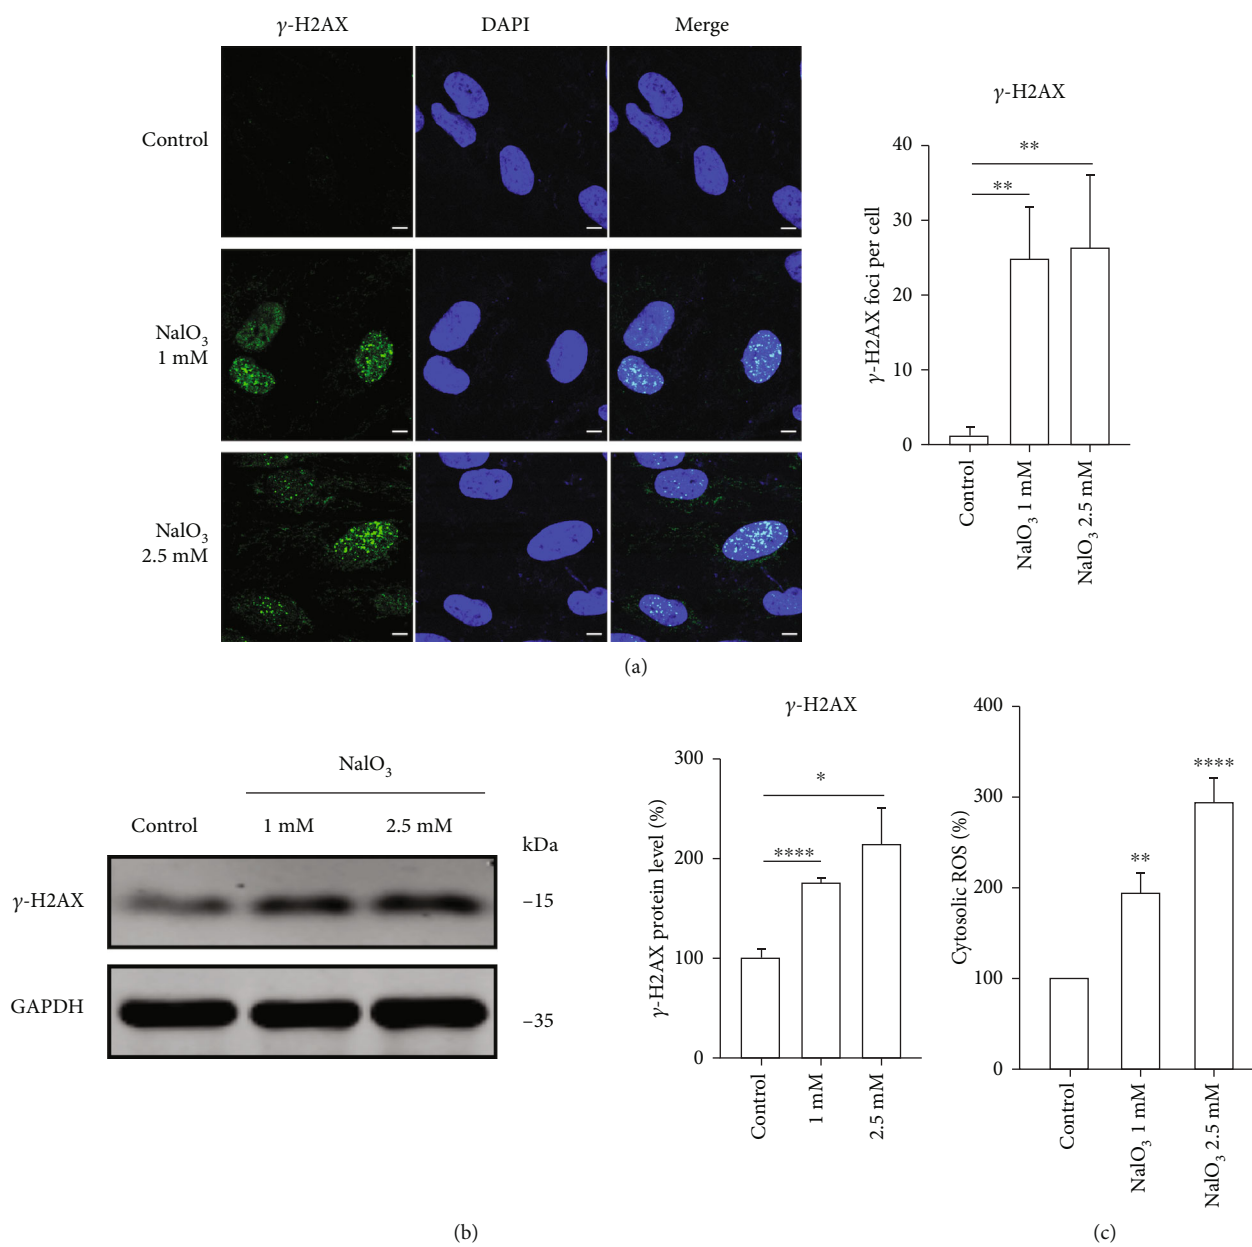 γ-H2AX DAPI Merge
Control
NaIO3
1 mM
NaIO3
2.5 mM
γ-H2AX
γ-H2AX foci per cell
40
30
20
10
0
**
**
Control
NaIO3 1 mM
NaIO3 2.5 mM
(a)
NaIO3
Control 1 mM 2.5 mM
kDa
γ-H2AX –15
GAPDH –35
γ-H2AX
γ-H2AX protein level (%)
300
200
100
0
*
****
Control
1 mM
2.5 mM
(b)
Cytosolic ROS (%)
400
300
200
100
0
**
****
Control
NaIO3 1 mM
NaIO3 2.5 mM
(c)